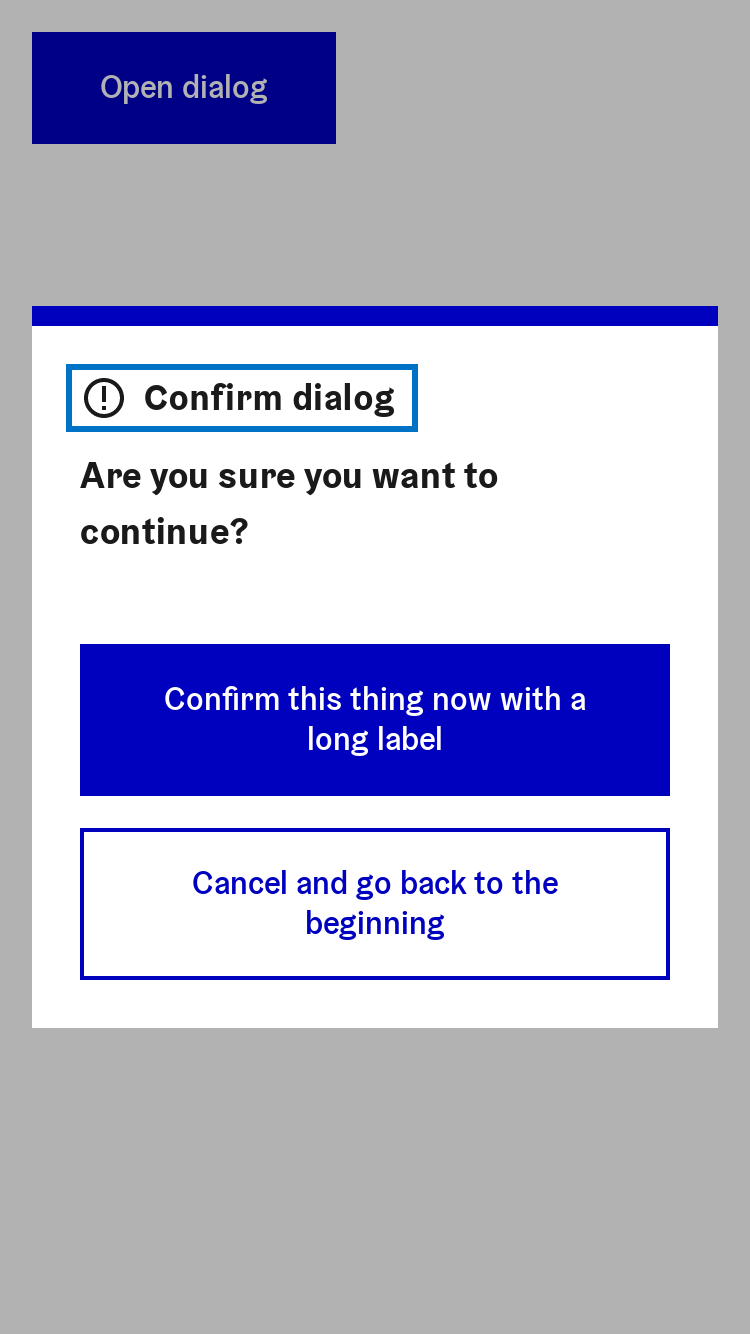 Open dialog
Confirm dialog
Are you sure you want to
continue?
Confirm this thing now with a
long label
Cancel and go back to the
beginning